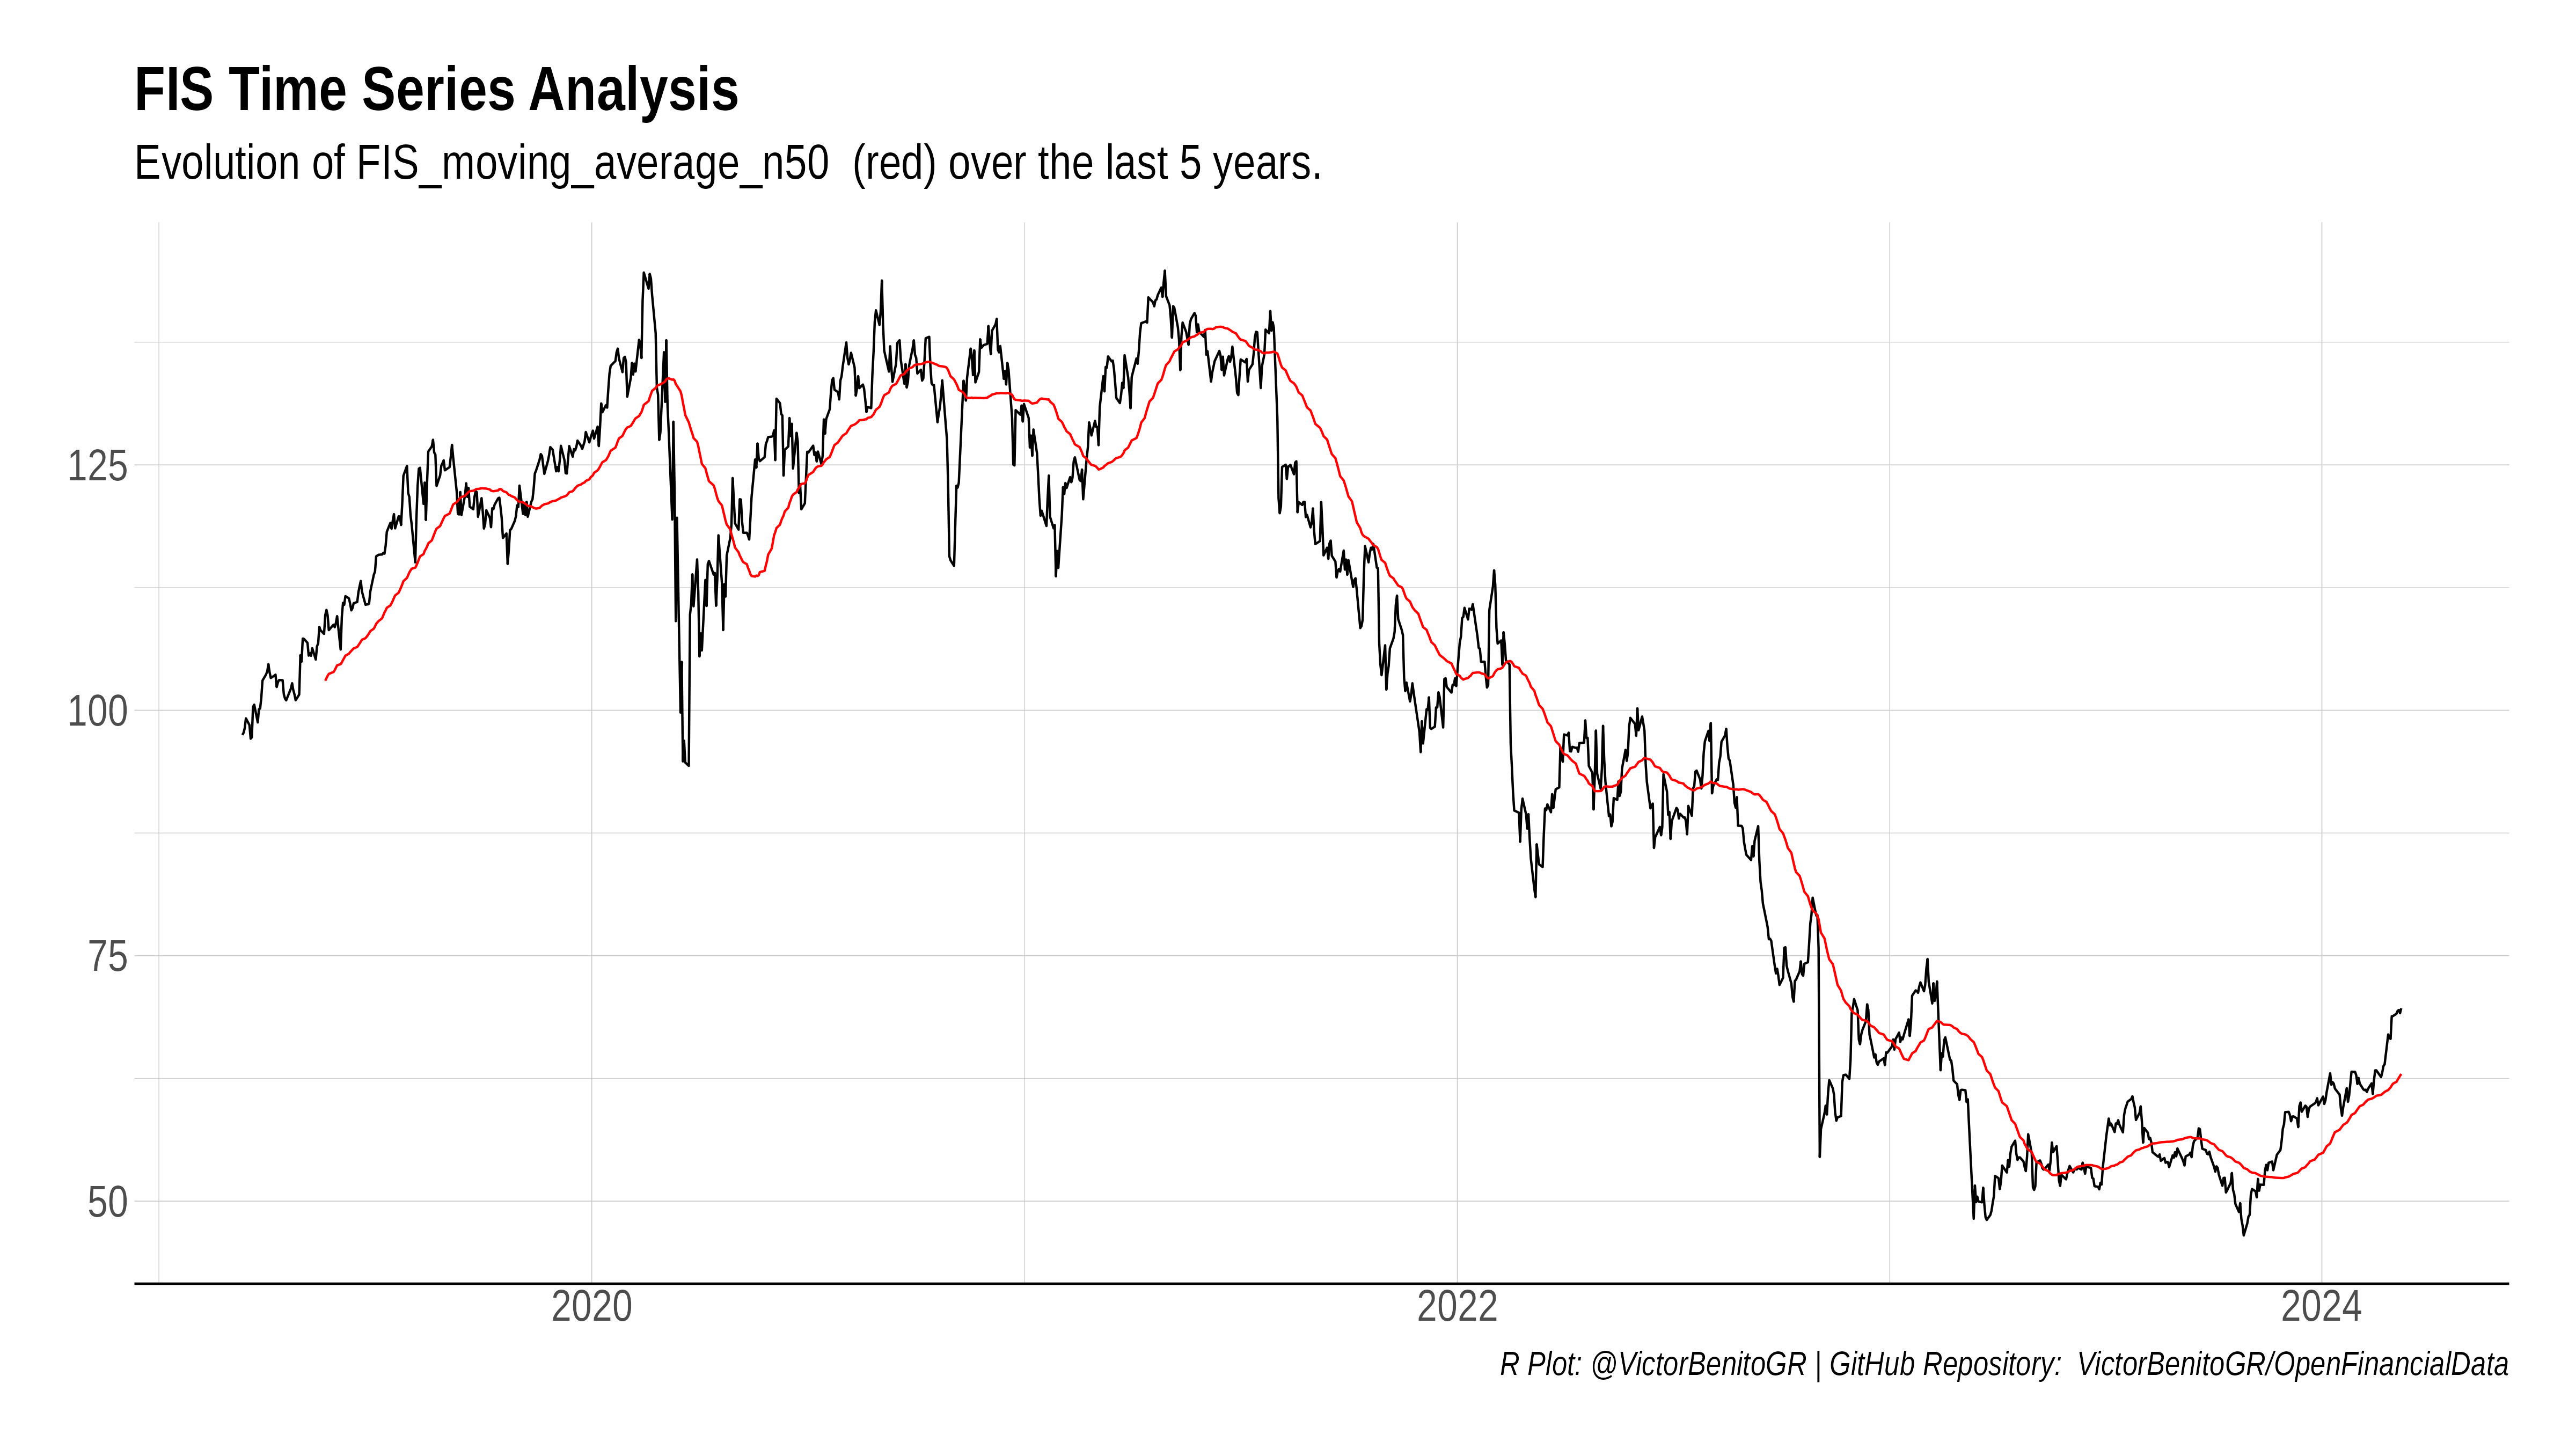 FIS Time Series Analysis
Evolution of FIS_moving_average_n50  (red) over the last 5 years.
125
100
75
50
2020 2022 2024
R Plot: @VictorBenitoGR | GitHub Repository:  VictorBenitoGR/OpenFinancialData